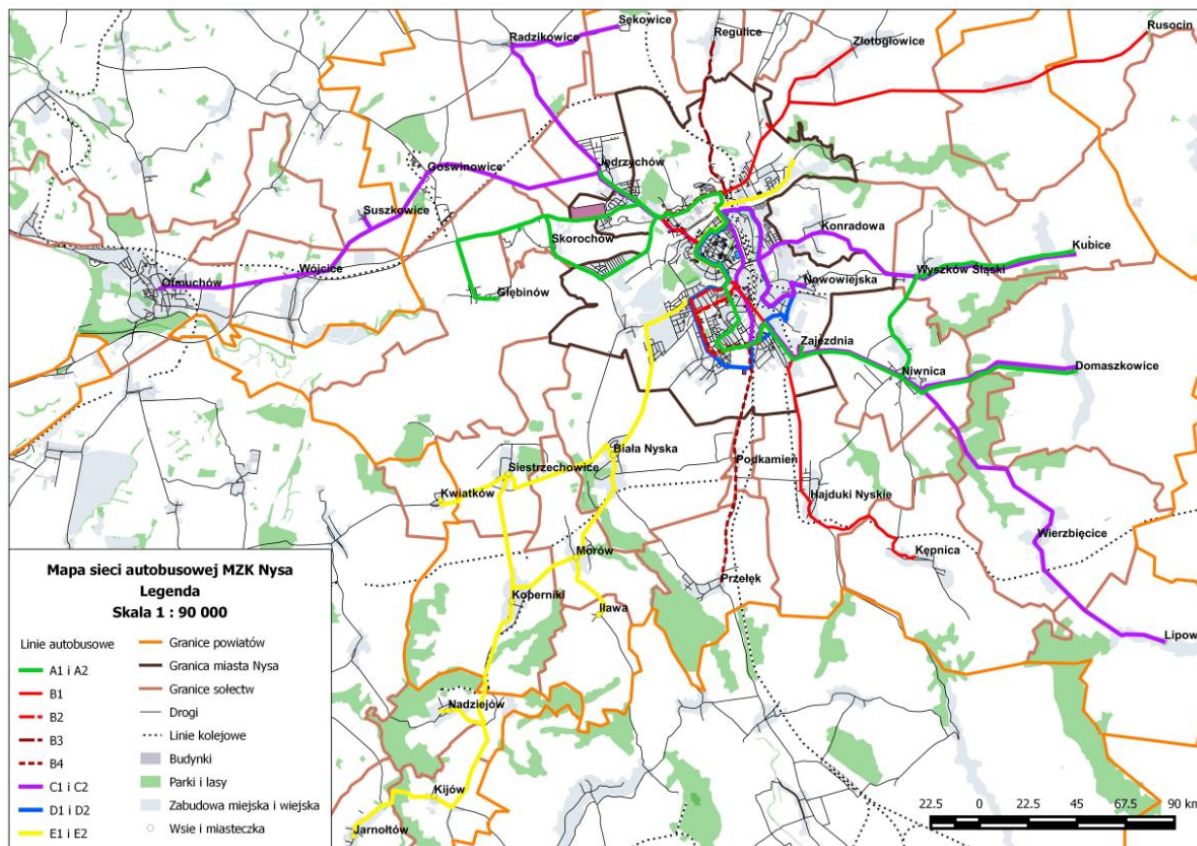 Sękowice
Radzikowice
Regulice
Złotogłowice
Rusocin
Jędrzychów
Goświnowice
Suszkowice
Skorochów
Konradowa
Kubice
Wyszków Śląski
Wójcice
Otmuchów
Głębinów
Nowowiejska
Zajezdnia
Niwnica
Domaszkowice
Biała Nyska
Podkamień
Siestrzechowice
Kwiatków
Hajduki Nyskie
Wierzbięcice
Morów
Kępnica
Przełęk
Koperniki
Iława
Lipow
Nadziejów
Kijów
Jarnołtów
Mapa sieci autobusowej MZK Nysa
Legenda
Skala 1 : 90 000
Linie autobusowe
A1 i A2
B1
B2
B3
B4
C1 i C2
D1 i D2
E1 i E2
Granice powiatów
Granica miasta Nysa
Granice sołectw
Drogi
Linie kolejowe
Budynki
Parki i lasy
Zabudowa miejska i wiejska
Wsie i miasteczka
22.5 0 22.5 45 67.5 90 km